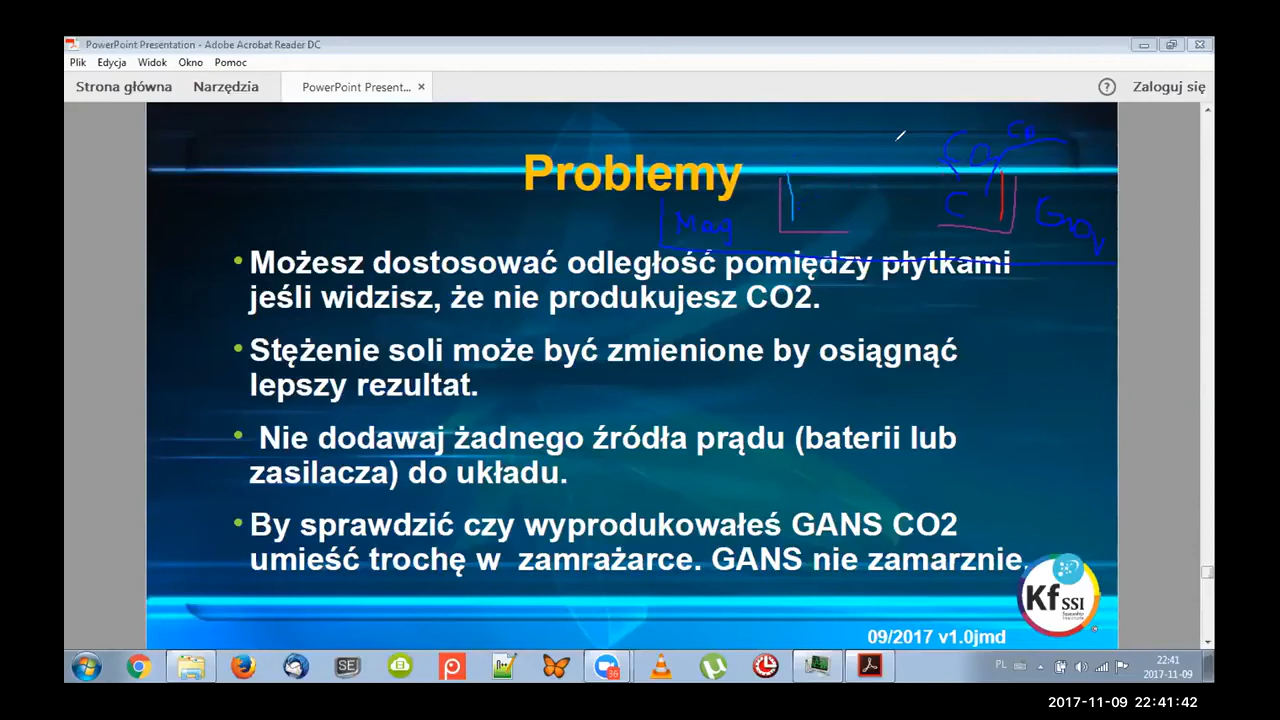 PowerPoint Presentation - Adobe Acrobat Reader DC
Plik Edycja Widok Okno Pomoc
Strona główna Narzędzia PowerPoint Present... × ? Zaloguj się
Problemy
Mag
C
• Możesz dostosować odległość pomiędzy płytkami
jeśli widzisz, że nie produkujesz CO2.
• Stężenie soli może być zmienione by osiągnąć
lepszy rezultat.
• Nie dodawaj żadnego źródła prądu (baterii lub
zasilacza) do układu.
• By sprawdzić czy wyprodukowałeś GANS CO2
umieść trochę w zamrażarce. GANS nie zamarznie.
Kf SSI
09/2017 v1.0jmd
PL 22:41
2017-11-09
2017-11-09 22:41:42